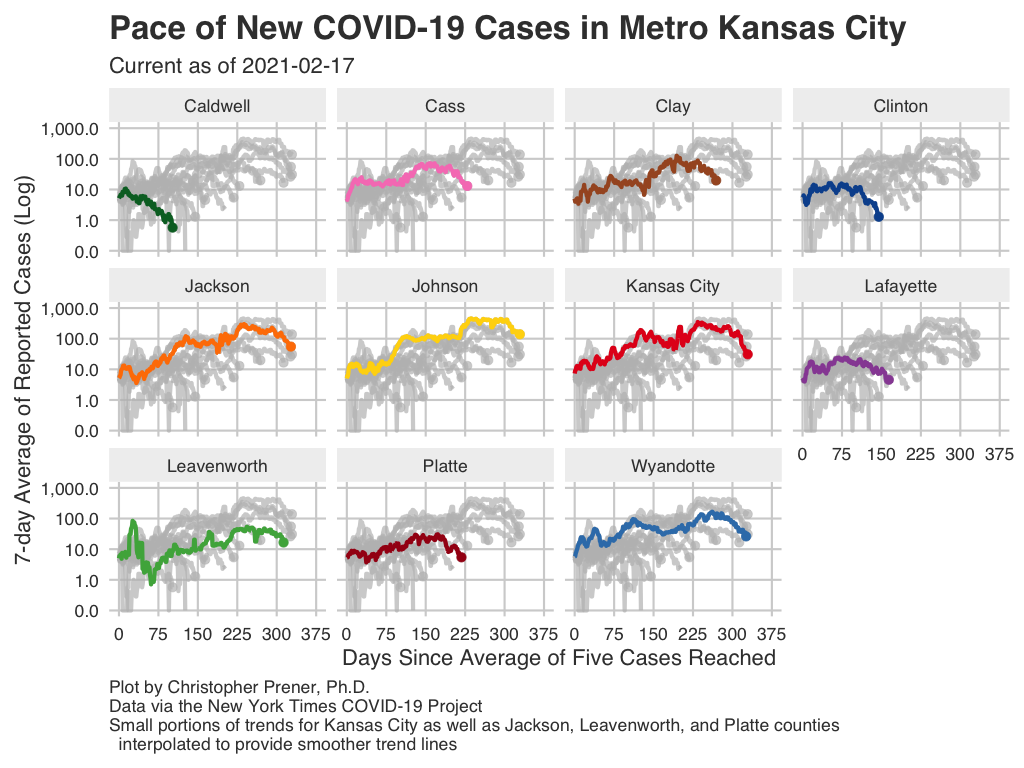 Pace of New COVID-19 Cases in Metro Kansas City
Current as of 2021-02-17
Caldwell Cass Clay Clinton
1,000.0
100.0
10.0
1.0
0.0
Jackson Johnson Kansas City Lafayette
1,000.0
100.0
10.0
1.0
0.0
0 75 150 225 300 375
Leavenworth Platte Wyandotte
1,000.0
100.0
10.0
1.0
0.0
0 75 150 225 300 375 0 75 150 225 300 375 0 75 150 225 300 375
7-day Average of Reported Cases (Log)
Days Since Average of Five Cases Reached
Plot by Christopher Prener, Ph.D.
Data via the New York Times COVID-19 Project
Small portions of trends for Kansas City as well as Jackson, Leavenworth, and Platte counties
interpolated to provide smoother trend lines